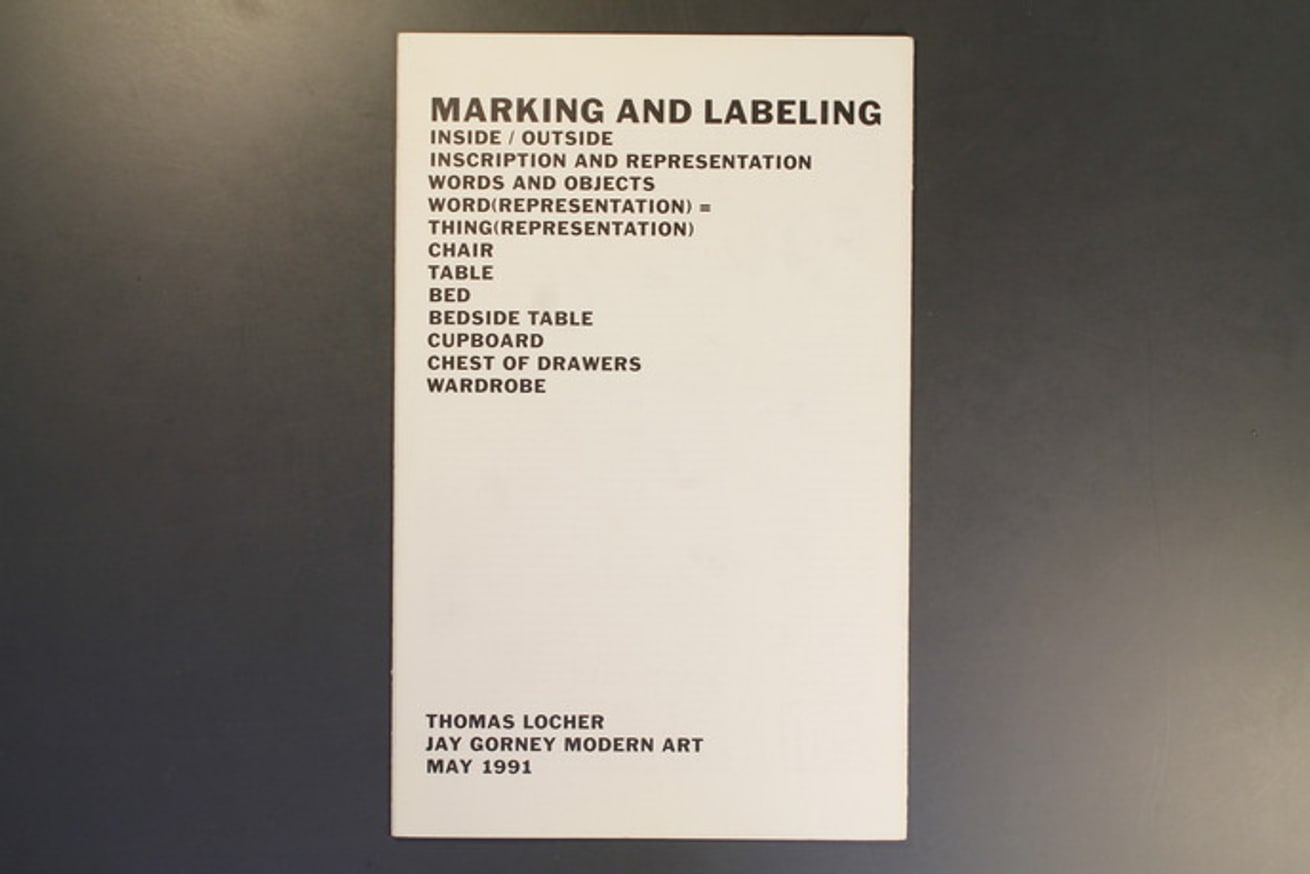 MARKING AND LABELING
INSIDE / OUTSIDE
INSCRIPTION AND REPRESENTATION
WORDS AND OBJECTS
WORD(REPRESENTATION) =
THING(REPRESENTATION)
CHAIR
TABLE
BED
BEDSIDE TABLE
CUPBOARD
CHEST OF DRAWERS
WARDROBE
THOMAS LOCHER
JAY GORNEY MODERN ART
MAY 1991